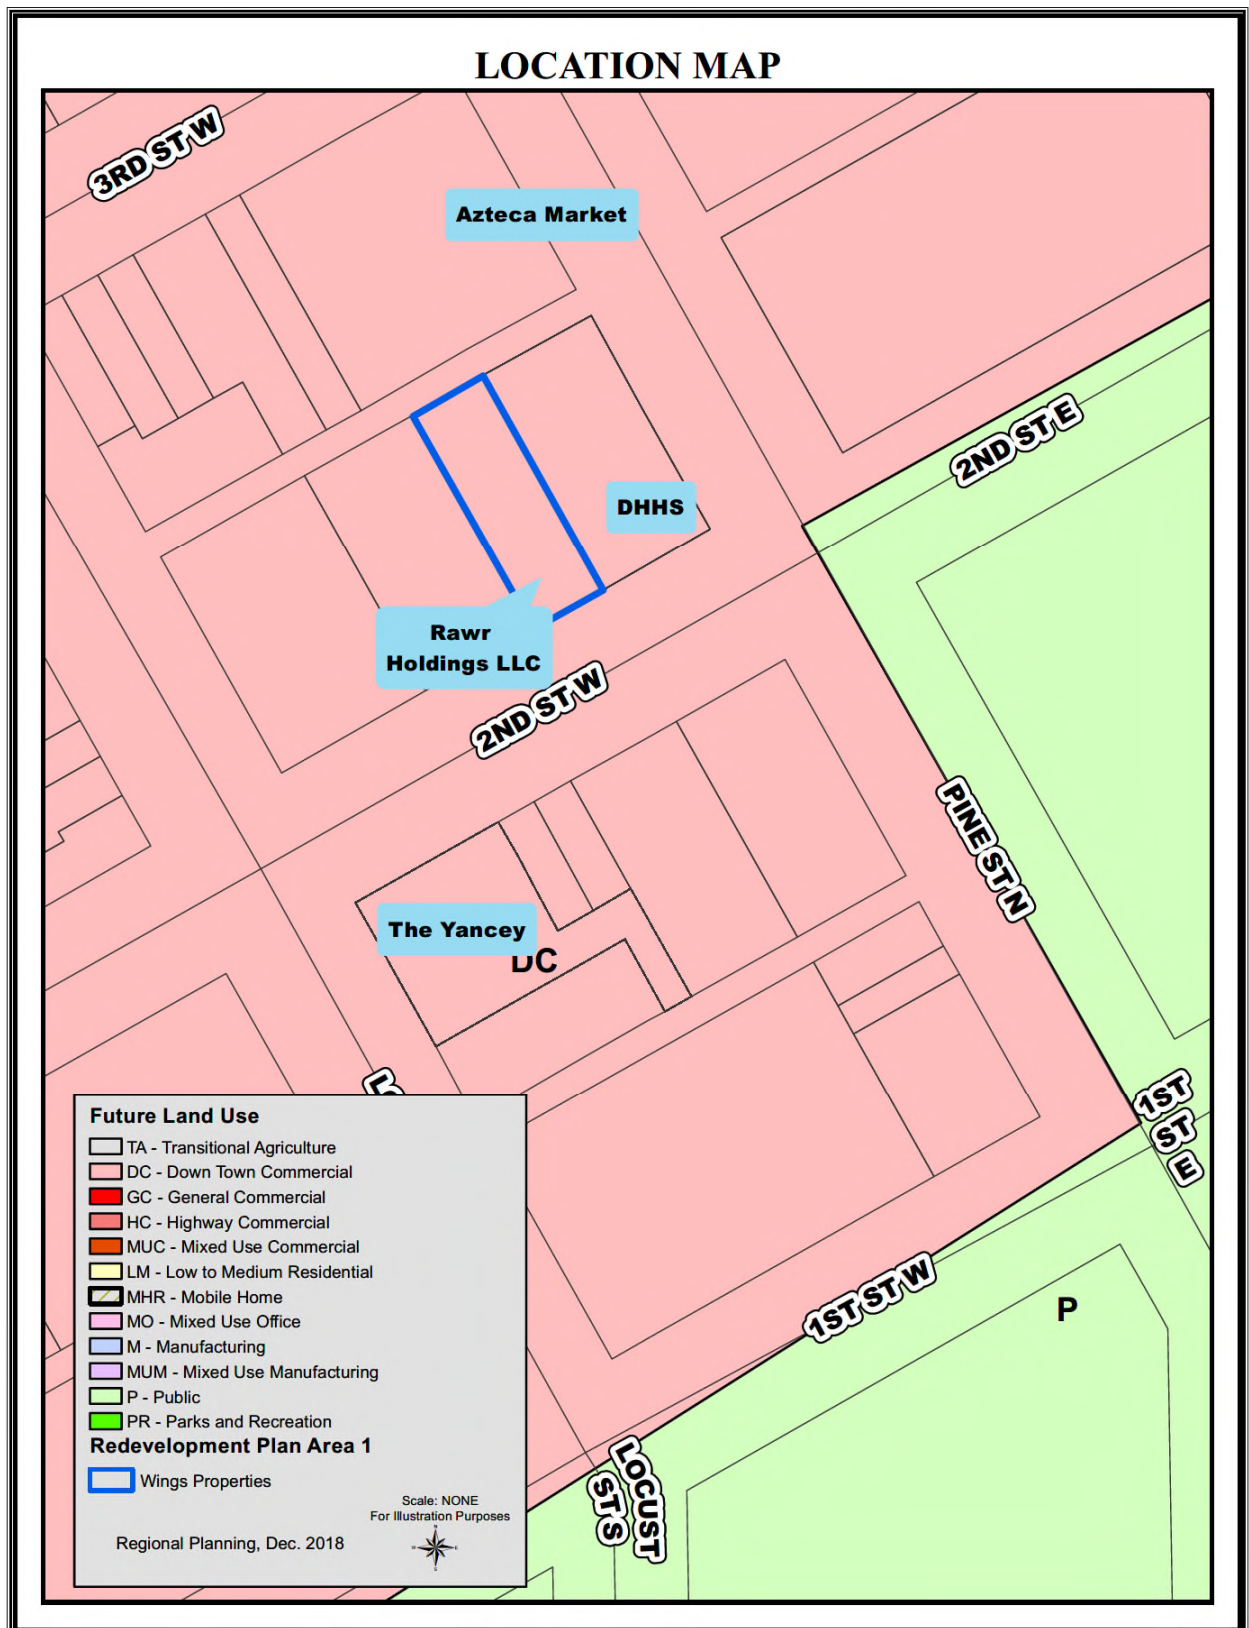 LOCATION MAP
3RD ST W
Azteca Market
2ND ST E
DHHS
Rawr
Holdings LLC
2ND ST W
PINE ST N
The Yancey
DC
1ST
ST
E
1ST ST W
P
LOCUST
ST S
Future Land Use
TA - Transitional Agriculture
DC - Down Town Commercial
GC - General Commercial
HC - Highway Commercial
MUC - Mixed Use Commercial
LM - Low to Medium Residential
MHR - Mobile Home
MO - Mixed Use Office
M - Manufacturing
MUM - Mixed Use Manufacturing
P - Public
PR - Parks and Recreation
Redevelopment Plan Area 1
Wings Properties
Scale: NONE
For Illustration Purposes
Regional Planning, Dec. 2018
N
W
E
S